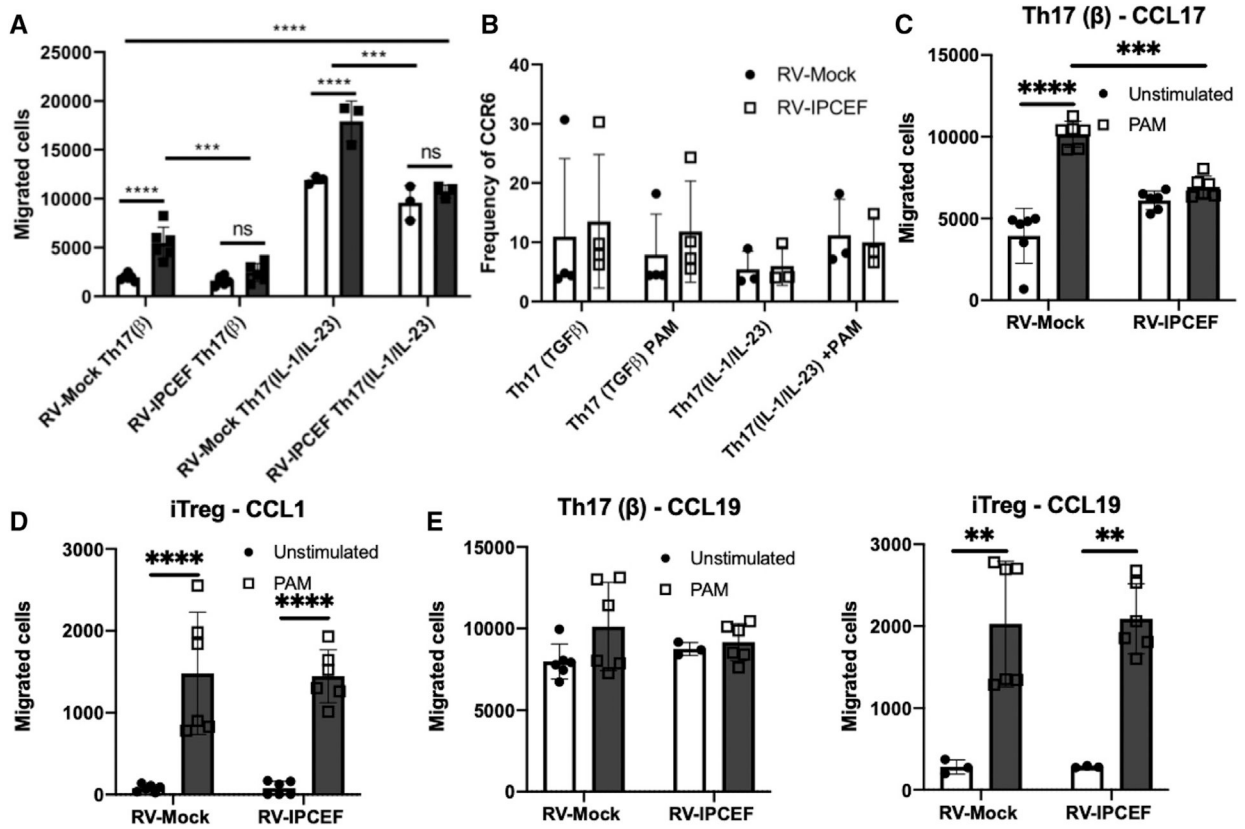 A
****
***
****
***
****
ns
ns
25000
20000
15000
10000
5000
0
Migrated cells
RV-Mock Th17(β)
RV-IPCEF Th17(β)
RV-Mock Th17(IL-1/IL-23)
RV-IPCEF Th17(IL-1/IL-23)
B
RV-Mock
RV-IPCEF
40
30
20
10
0
Frequency of CCR6
Th17 (TGFβ)
Th17 (TGFβ) PAM
Th17(IL-1/IL-23)
Th17(IL-1/IL-23) +PAM
C
Th17 (β) - CCL17
***
****
Unstimulated
PAM
15000
10000
5000
0
Migrated cells
RV-Mock
RV-IPCEF
D
iTreg - CCL1
****
****
Unstimulated
PAM
3000
2000
1000
0
Migrated cells
RV-Mock
RV-IPCEF
E
Th17 (β) - CCL19
Unstimulated
PAM
15000
10000
5000
0
Migrated cells
RV-Mock
RV-IPCEF
iTreg - CCL19
**
**
3000
2000
1000
0
Migrated cells
RV-Mock
RV-IPCEF